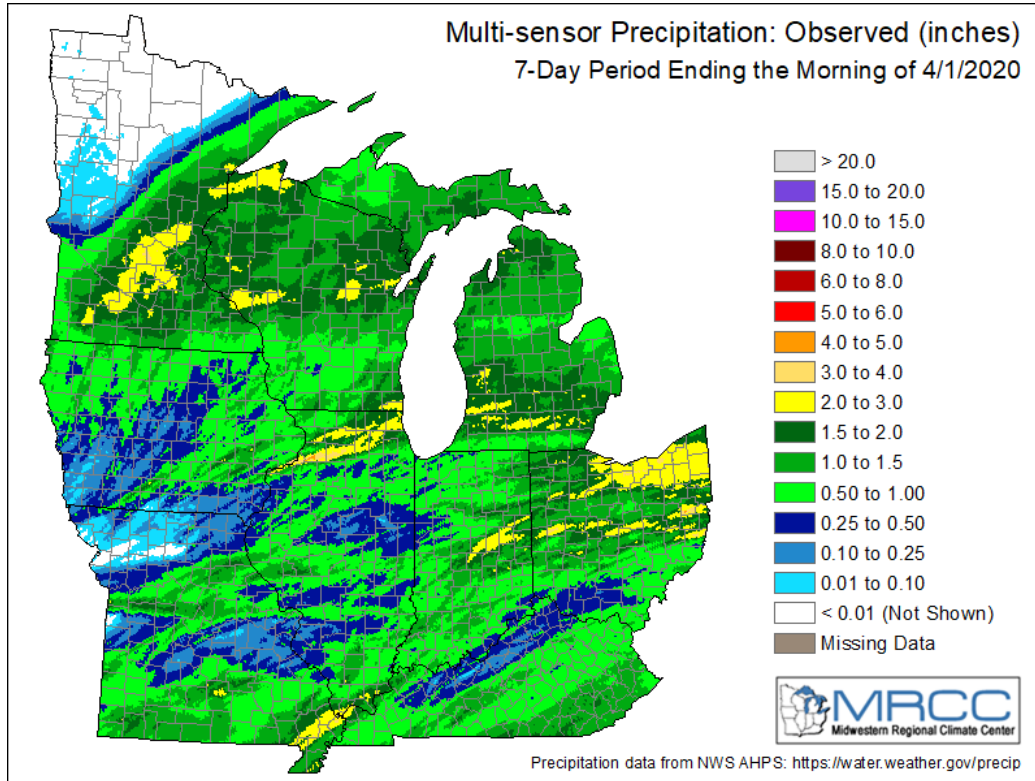 Multi-sensor Precipitation: Observed (inches)
7-Day Period Ending the Morning of 4/1/2020
> 20.0
15.0 to 20.0
10.0 to 15.0
8.0 to 10.0
6.0 to 8.0
5.0 to 6.0
4.0 to 5.0
3.0 to 4.0
2.0 to 3.0
1.5 to 2.0
1.0 to 1.5
0.50 to 1.00
0.25 to 0.50
0.10 to 0.25
0.01 to 0.10
< 0.01 (Not Shown)
Missing Data
MRCC
Midwestern Regional Climate Center
Precipitation data from NWS AHPS: https://water.weather.gov/precip